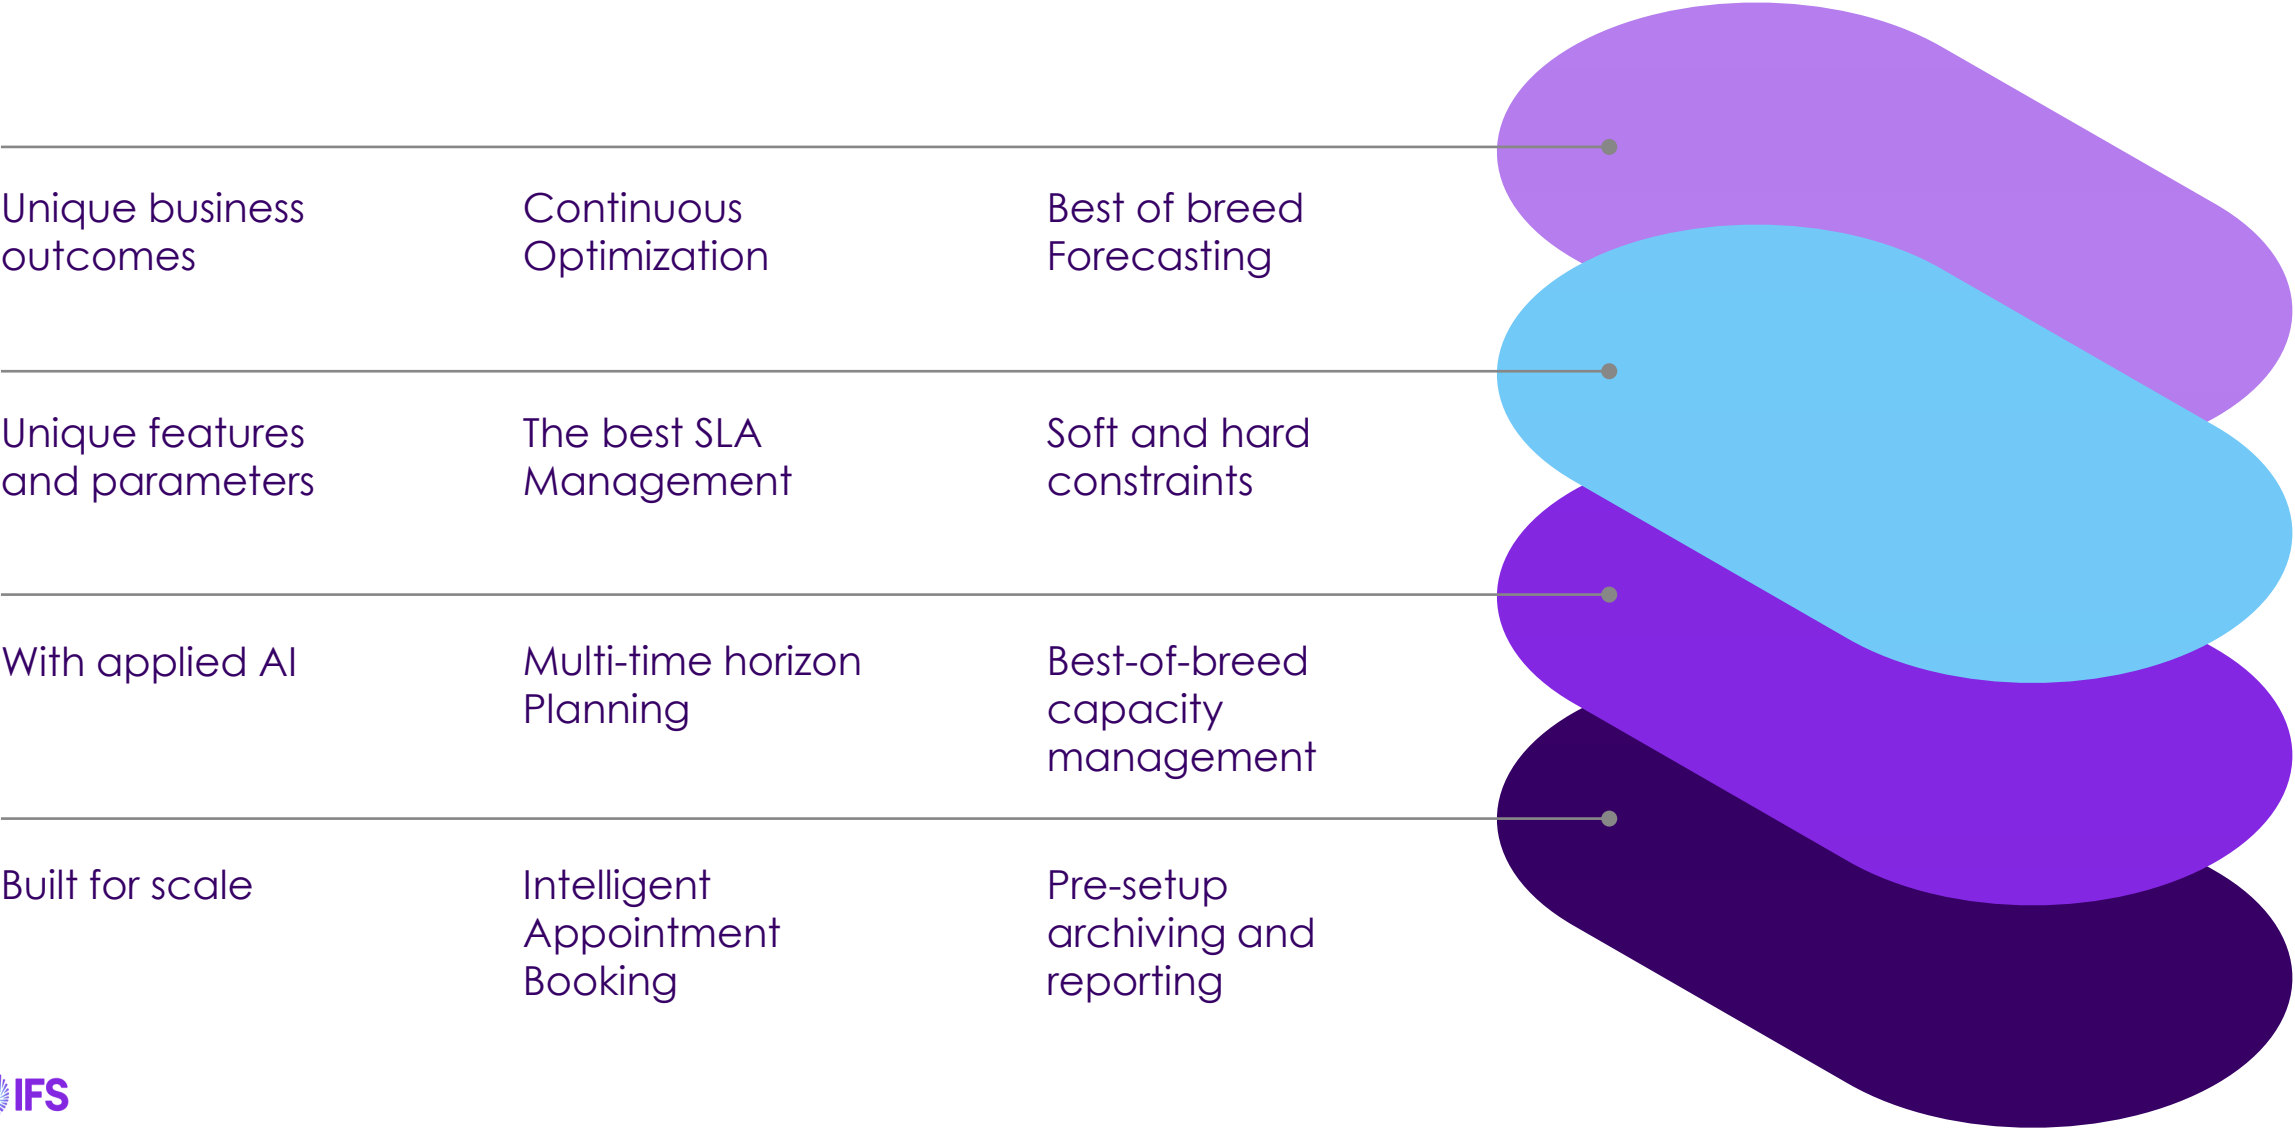 Unique business
outcomes
Continuous
Optimization
Best of breed
Forecasting
Unique features
and parameters
The best SLA
Management
Soft and hard
constraints
With applied AI
Multi-time horizon
Planning
Best-of-breed
capacity
management
Built for scale
Intelligent
Appointment
Booking
Pre-setup
archiving and
reporting
IFS